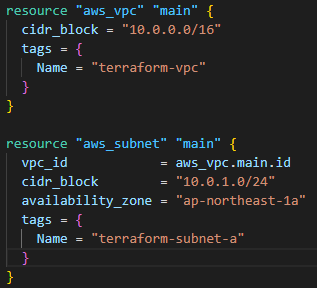 resource "aws_vpc" "main" {
  cidr_block = "10.0.0.0/16"
  tags = {
    Name = "terraform-vpc"
  }
}

resource "aws_subnet" "main" {
  vpc_id            = aws_vpc.main.id
  cidr_block        = "10.0.1.0/24"
  availability_zone = "ap-northeast-1a"
  tags = {
    Name = "terraform-subnet-a"
  }
}